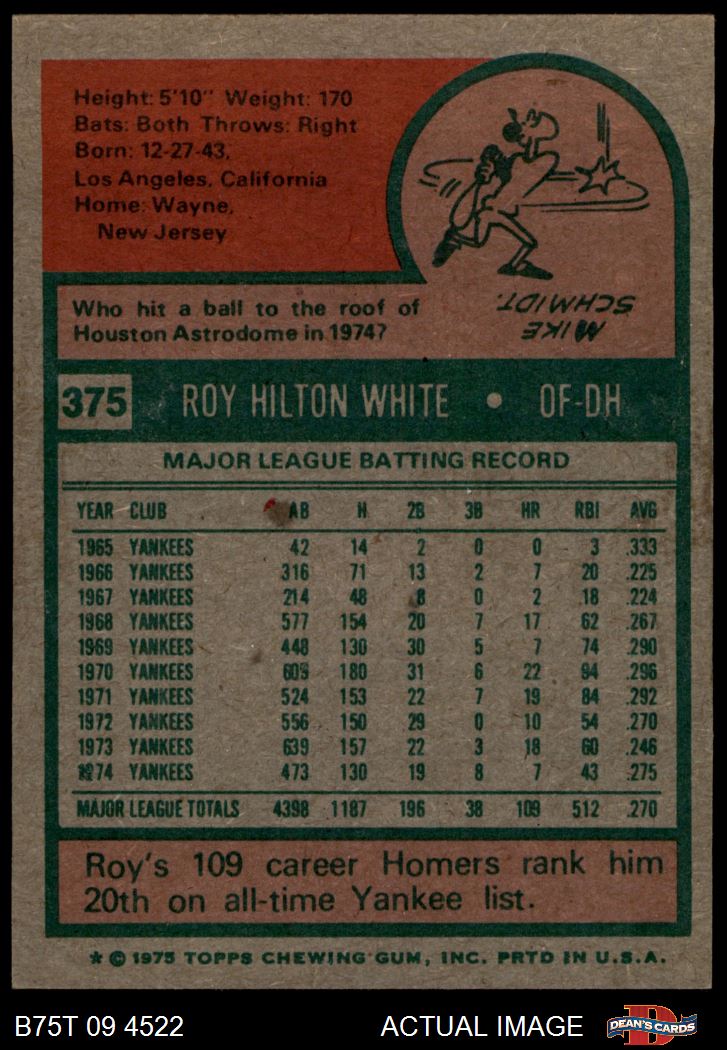 Height: 5'10" Weight: 170
Bats: Both Throws: Right
Born: 12-27-43,
Los Angeles, California
Home: Wayne,
New Jersey
Who hit a ball to the roof of
Houston Astrodome in 1974?
MIKE
SCHMIDT.
375 ROY HILTON WHITE • OF-DH
MAJOR LEAGUE BATTING RECORD
YEAR CLUB AB H 2B 3B HR RBI AVG
1965 YANKEES 42 14 2 0 0 3 .333
1966 YANKEES 316 71 13 2 7 20 .225
1967 YANKEES 214 48 8 0 2 18 .224
1968 YANKEES 577 154 20 7 17 62 .267
1969 YANKEES 448 130 30 5 7 74 .290
1970 YANKEES 609 180 31 6 22 94 .296
1971 YANKEES 524 153 22 7 19 84 .292
1972 YANKEES 556 150 29 0 10 54 .270
1973 YANKEES 639 157 22 3 18 60 .246
1974 YANKEES 473 130 19 8 7 43 .275
MAJOR LEAGUE TOTALS 4398 1187 196 38 109 512 .270
Roy's 109 career Homers rank him
20th on all-time Yankee list.
* © 1975 TOPPS CHEWING GUM, INC. PRTD IN U.S.A.
B75T 09 4522 ACTUAL IMAGE D DEAN'S CARDS